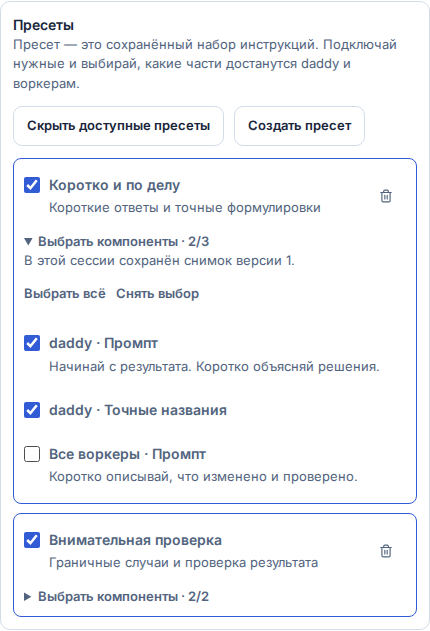 Пресеты
Пресет — это сохранённый набор инструкций. Подключай
нужные и выбирай, какие части достанутся daddy и
воркерам.
Скрыть доступные пресеты
Создать пресет
Коротко и по делу
Короткие ответы и точные формулировки
Выбрать компоненты · 2/3
В этой сессии сохранён снимок версии 1.
Выбрать всё Снять выбор
daddy · Промпт
Начинай с результата. Коротко объясняй решения.
daddy · Точные названия
Все воркеры · Промпт
Коротко описывай, что изменено и проверено.
Внимательная проверка
Граничные случаи и проверка результата
Выбрать компоненты · 2/2